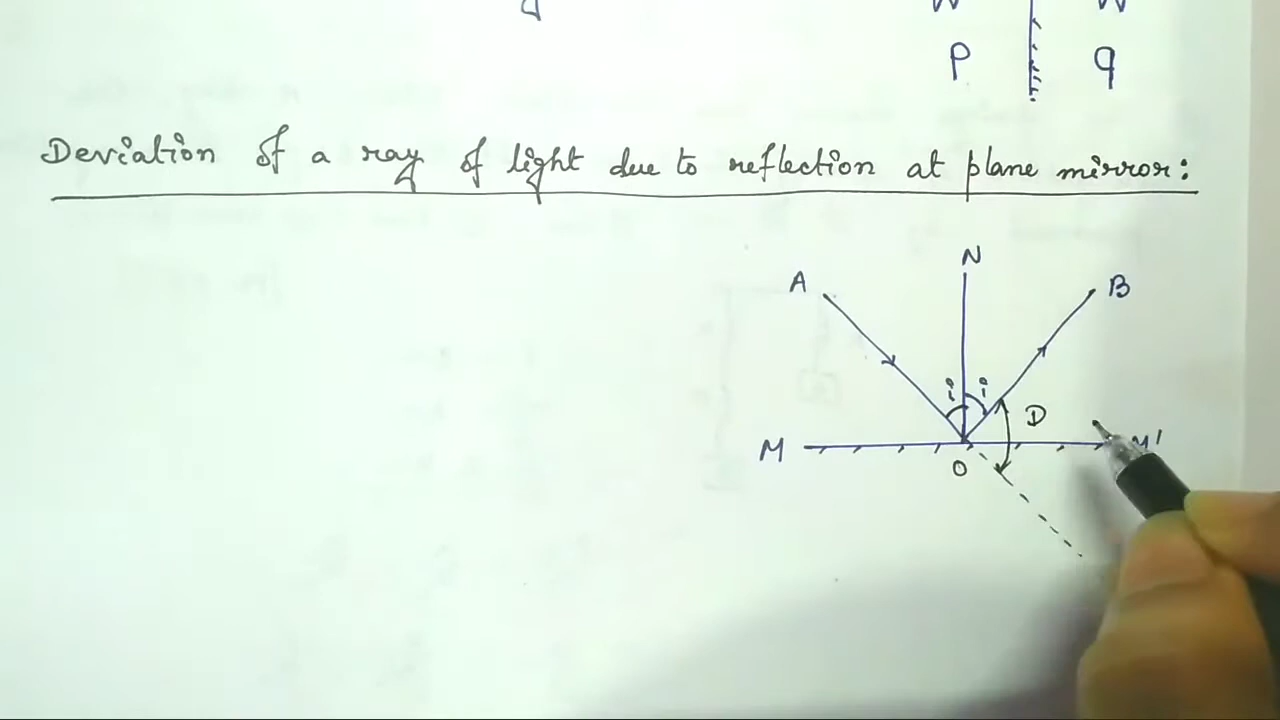 P q
Deviation of a ray of light due to reflection at plane mirror:
N
A B
i i
D
M M'
O